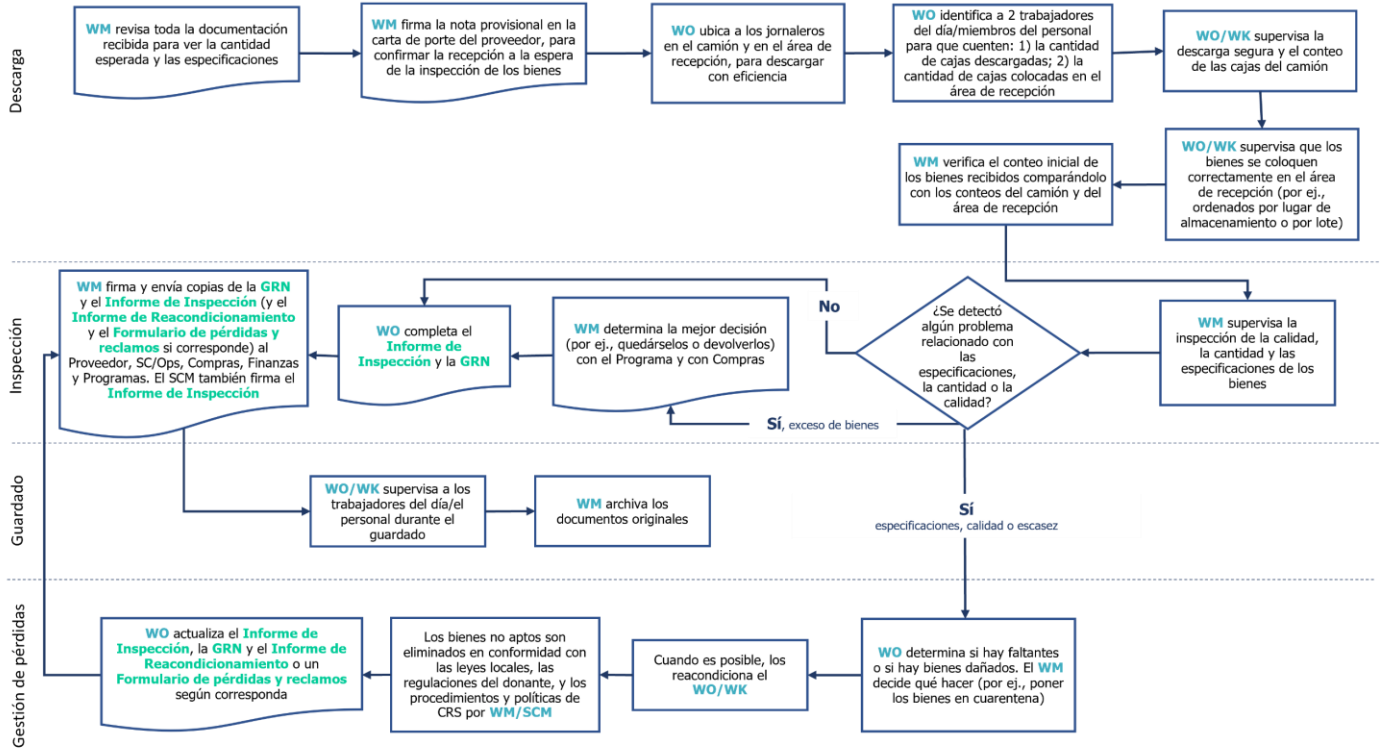 Descarga
WM revisa toda la documentación
recibida para ver la cantidad
esperada y las especificaciones
WM firma la nota provisional en la
carta de porte del proveedor, para
confirmar la recepción a la espera
de la inspección de los bienes
WO ubica a los jornaleros
en el camión y en el área de
recepción, para descargar
con eficiencia
WO identifica a 2 trabajadores
del día/miembros del personal
para que cuenten: 1) la cantidad
de cajas descargadas; 2) la
cantidad de cajas colocadas en el
área de recepción
WO/WK supervisa la
descarga segura y el conteo
de las cajas del camión
WO/WK supervisa que los
bienes se coloquen
correctamente en el área
de recepción (por ej.,
ordenados por lugar de
almacenamiento o por lote)
WM verifica el conteo inicial de
los bienes recibidos comparándolo
con los conteos del camión y del
área de recepción
Inspección
WM supervisa la
inspección de la calidad,
la cantidad y las
especificaciones de los
bienes
¿Se detectó
algún problema
relacionado con
las
especificaciones,
la cantidad o la
calidad?
No
Sí, exceso de bienes
WM determina la mejor decisión
(por ej., quedárselos o devolverlos)
con el Programa y con Compras
WO completa el
Informe de
Inspección y la GRN
WM firma y envía copias de la GRN
y el Informe de Inspección (y el
Informe de Reacondicionamiento
y el Formulario de pérdidas y
reclamos si corresponde) al
Proveedor, SC/Ops, Compras, Finanzas
y Programas. El SCM también firma el
Informe de Inspección
Guardado
WO/WK supervisa a los
trabajadores del día/el
personal durante el
guardado
WM archiva los
documentos originales
Sí
especificaciones, calidad o escasez
Gestión de pérdidas
WO determina si hay faltantes
o si hay bienes dañados. El WM
decide qué hacer (por ej., poner
los bienes en cuarentena)
Cuando es posible, los
reacondiciona el
WO/WK
Los bienes no aptos son
eliminados en conformidad con
las leyes locales, las
regulaciones del donante, y los
procedimientos y políticas de
CRS por WM/SCM
WO actualiza el Informe de
Inspección, la GRN y el Informe de
Reacondicionamiento o un
Formulario de pérdidas y reclamos
según corresponda